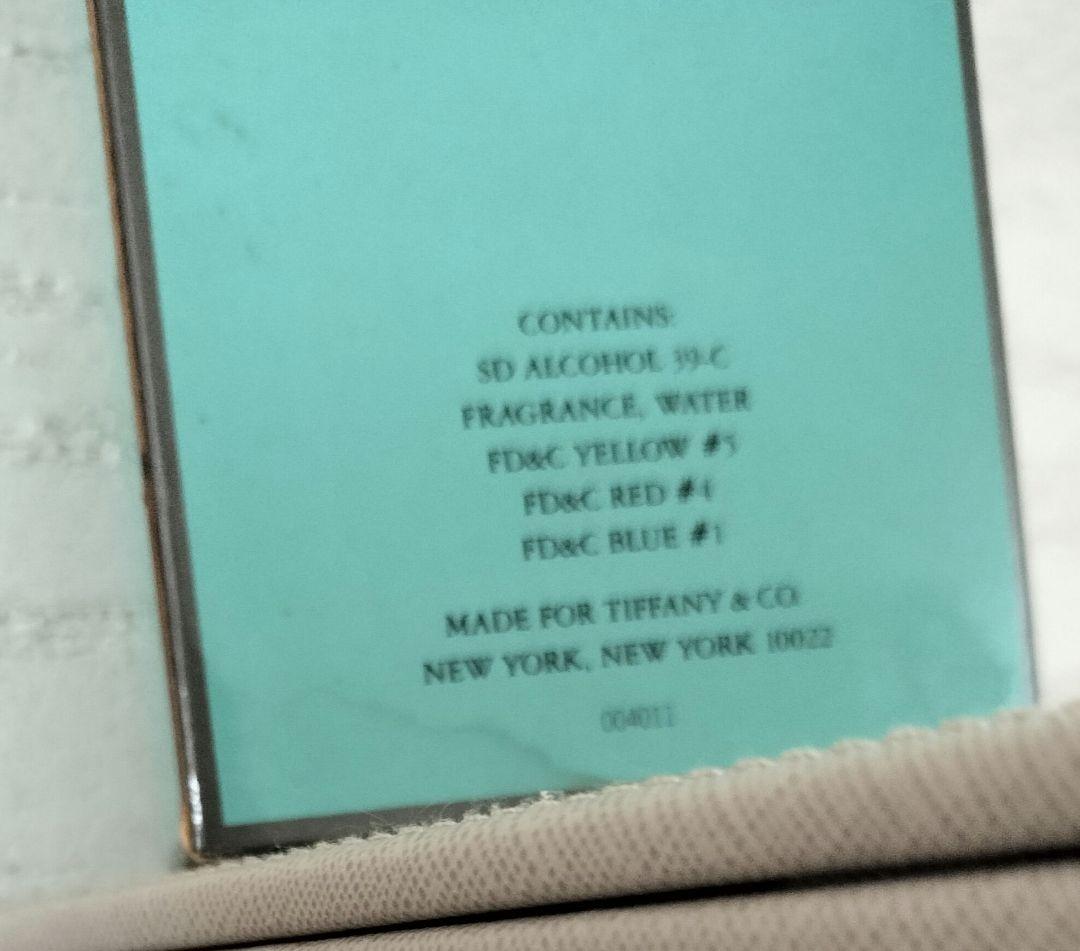 CONTAINS:
SD ALCOHOL 39-C
FRAGRANCE, WATER
FD&C YELLOW #5
FD&C RED #4
FD&C BLUE #1
MADE FOR TIFFANY & CO.
NEW YORK, NEW YORK 10022
004011